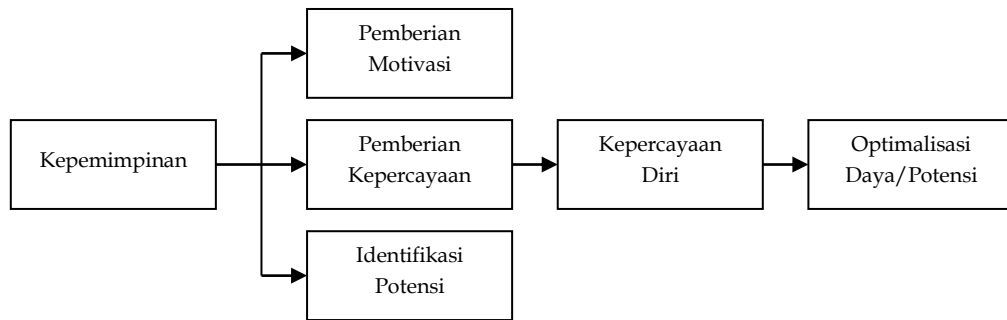 Pemberian
Motivasi
Kepemimpinan
Pemberian
Kepercayaan
Kepercayaan
Diri
Optimalisasi
Daya/Potensi
Identifikasi
Potensi